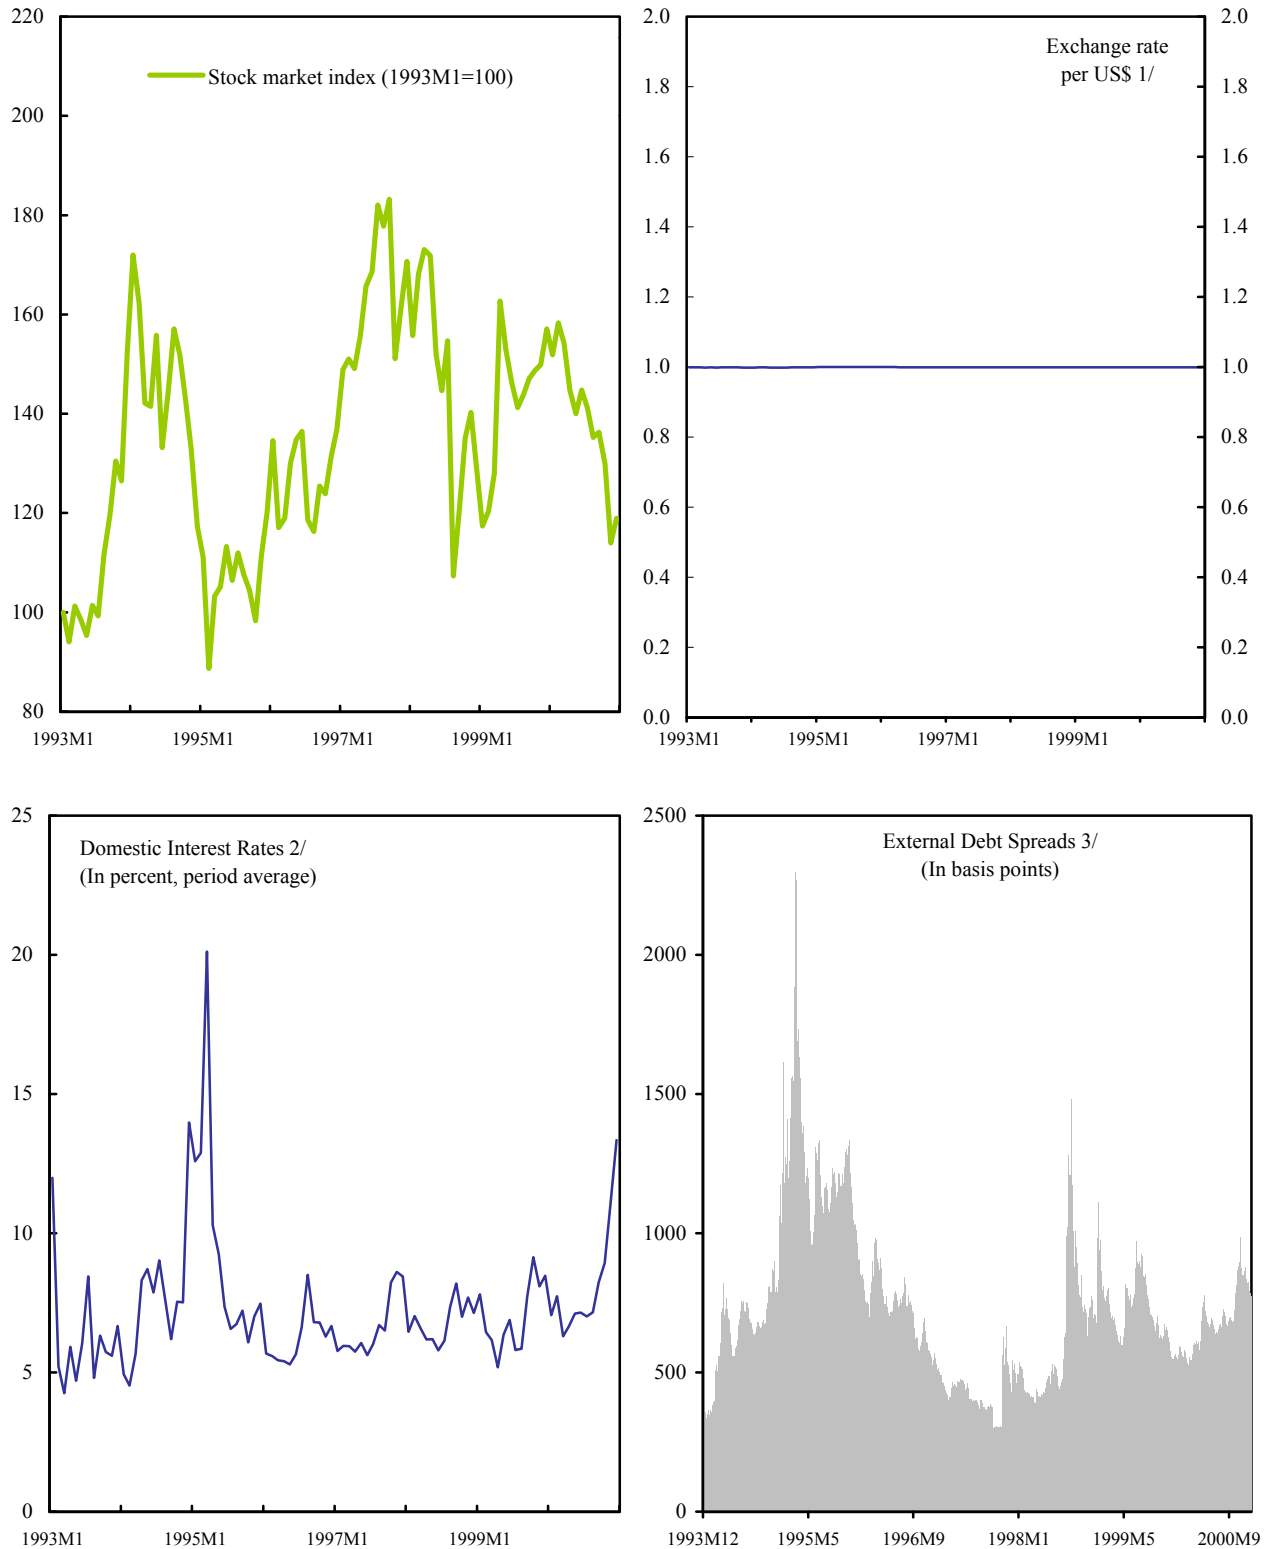 220
200
180
160
140
120
100
80
Stock market index (1993M1=100)
1993M1
1995M1
1997M1
1999M1
2.0
1.8
1.6
1.4
1.2
1.0
0.8
0.6
0.4
0.2
0.0
Exchange rate
per US$ 1/
2.0
1.8
1.6
1.4
1.2
1.0
0.8
0.6
0.4
0.2
0.0
1993M1
1995M1
1997M1
1999M1
25
20
15
10
5
0
Domestic Interest Rates 2/
(In percent, period average)
1993M1
1995M1
1997M1
1999M1
2500
2000
1500
1000
500
0
External Debt Spreads 3/
(In basis points)
1993M12
1995M5
1996M9
1998M1
1999M5
2000M9